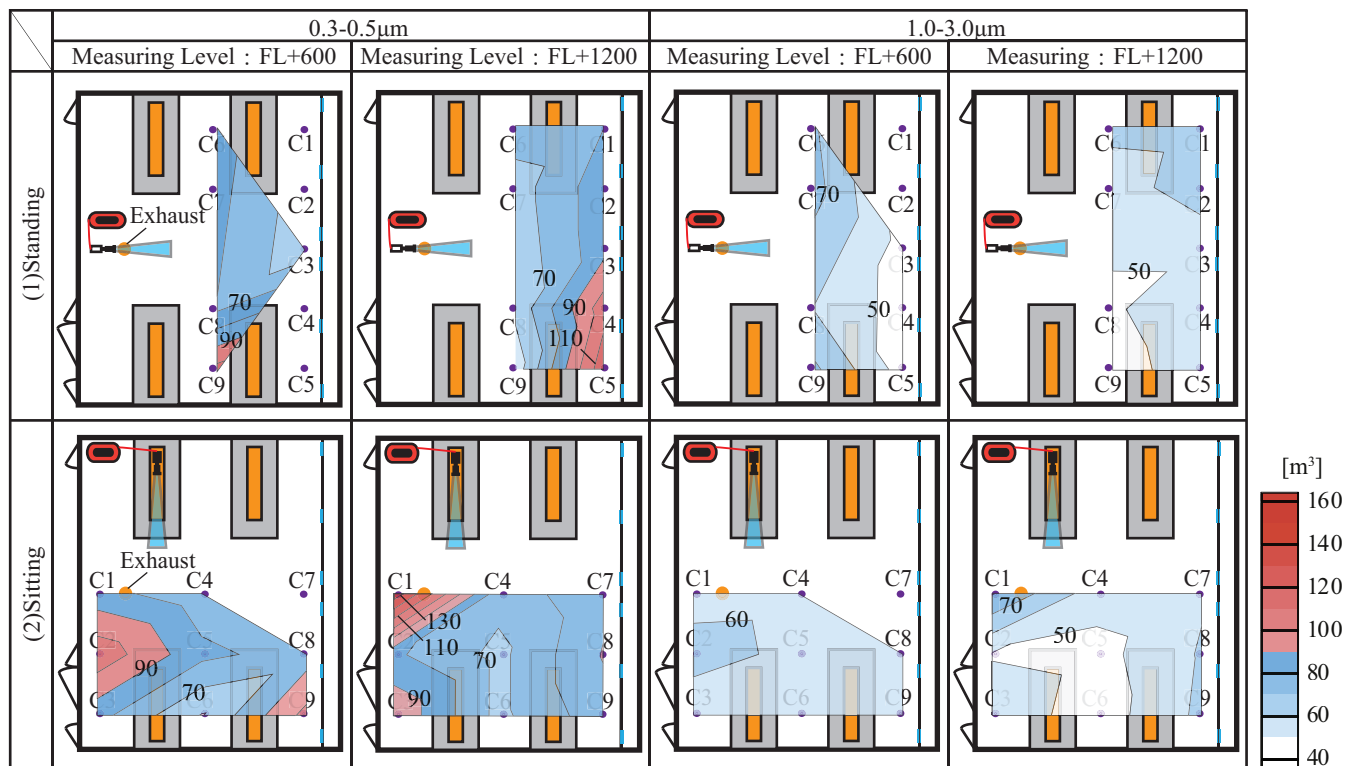 0.3-0.5μm 1.0-3.0μm
Measuring Level：FL+600 Measuring Level：FL+1200 Measuring Level：FL+600 Measuring：FL+1200
(1)Standing
C6 C1
C7 C2
Exhaust
C3
70
C8 C4
90
C9 C5
C6 C1
C7 C2
C3
70
90
C8 C4
110
C9 C5
C6 C1
70
C7 C2
C3
50
C8 C4
C9 C5
C6 C1
C7 C2
C3
50
C8 C4
C9 C5
(2)Sitting
Exhaust
C1 C4 C7
C2 C8
90
70
C3 C6 C9
C1 C4 C7
130
110
C5 C8
70
90
C6 C9
C1 C4 C7
60
C2 C5 C8
C3 C6 C9
C1 C4 C7
70
50
C2 C5 C8
C3 C6 C9
[m³]
160
140
120
100
80
60
40